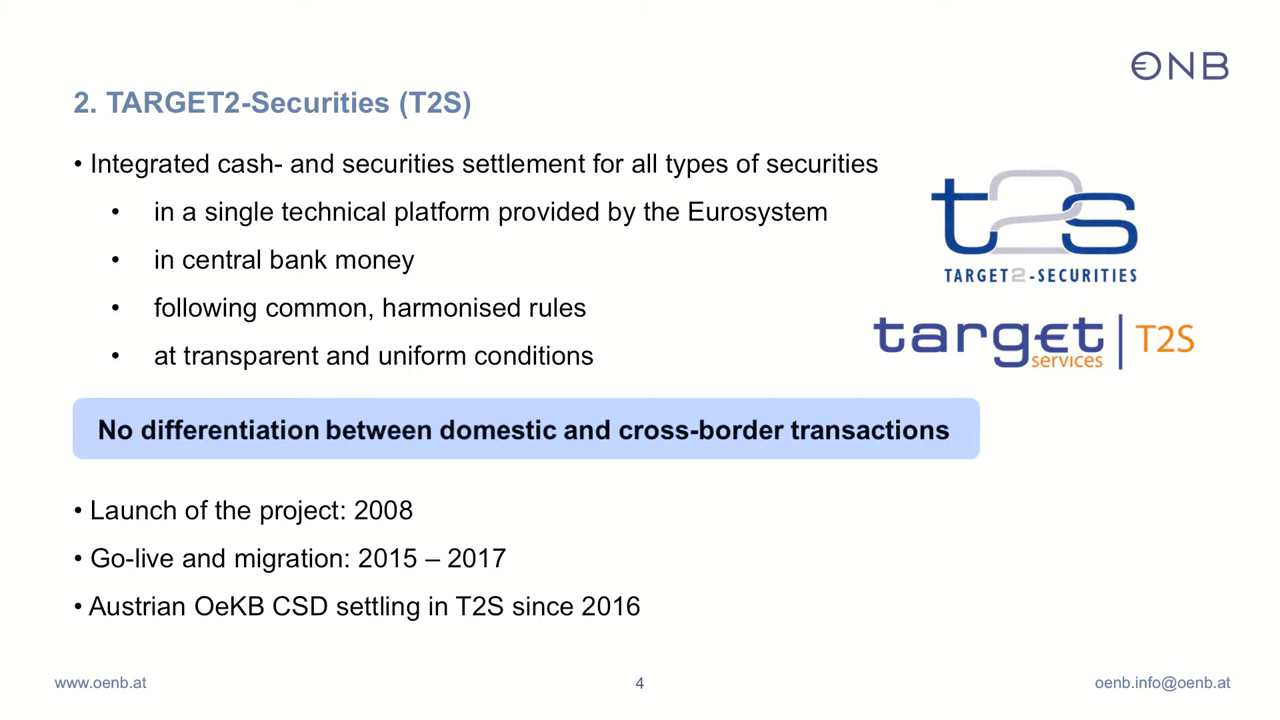 ONB
2. TARGET2-Securities (T2S)
• Integrated cash- and securities settlement for all types of securities
• in a single technical platform provided by the Eurosystem
• in central bank money
• following common, harmonised rules
• at transparent and uniform conditions
t2s
TARGET2-SECURITIES
target | T2S
services
No differentiation between domestic and cross-border transactions
• Launch of the project: 2008
• Go-live and migration: 2015 – 2017
• Austrian OeKB CSD settling in T2S since 2016
www.oenb.at
4
oenb.info@oenb.at